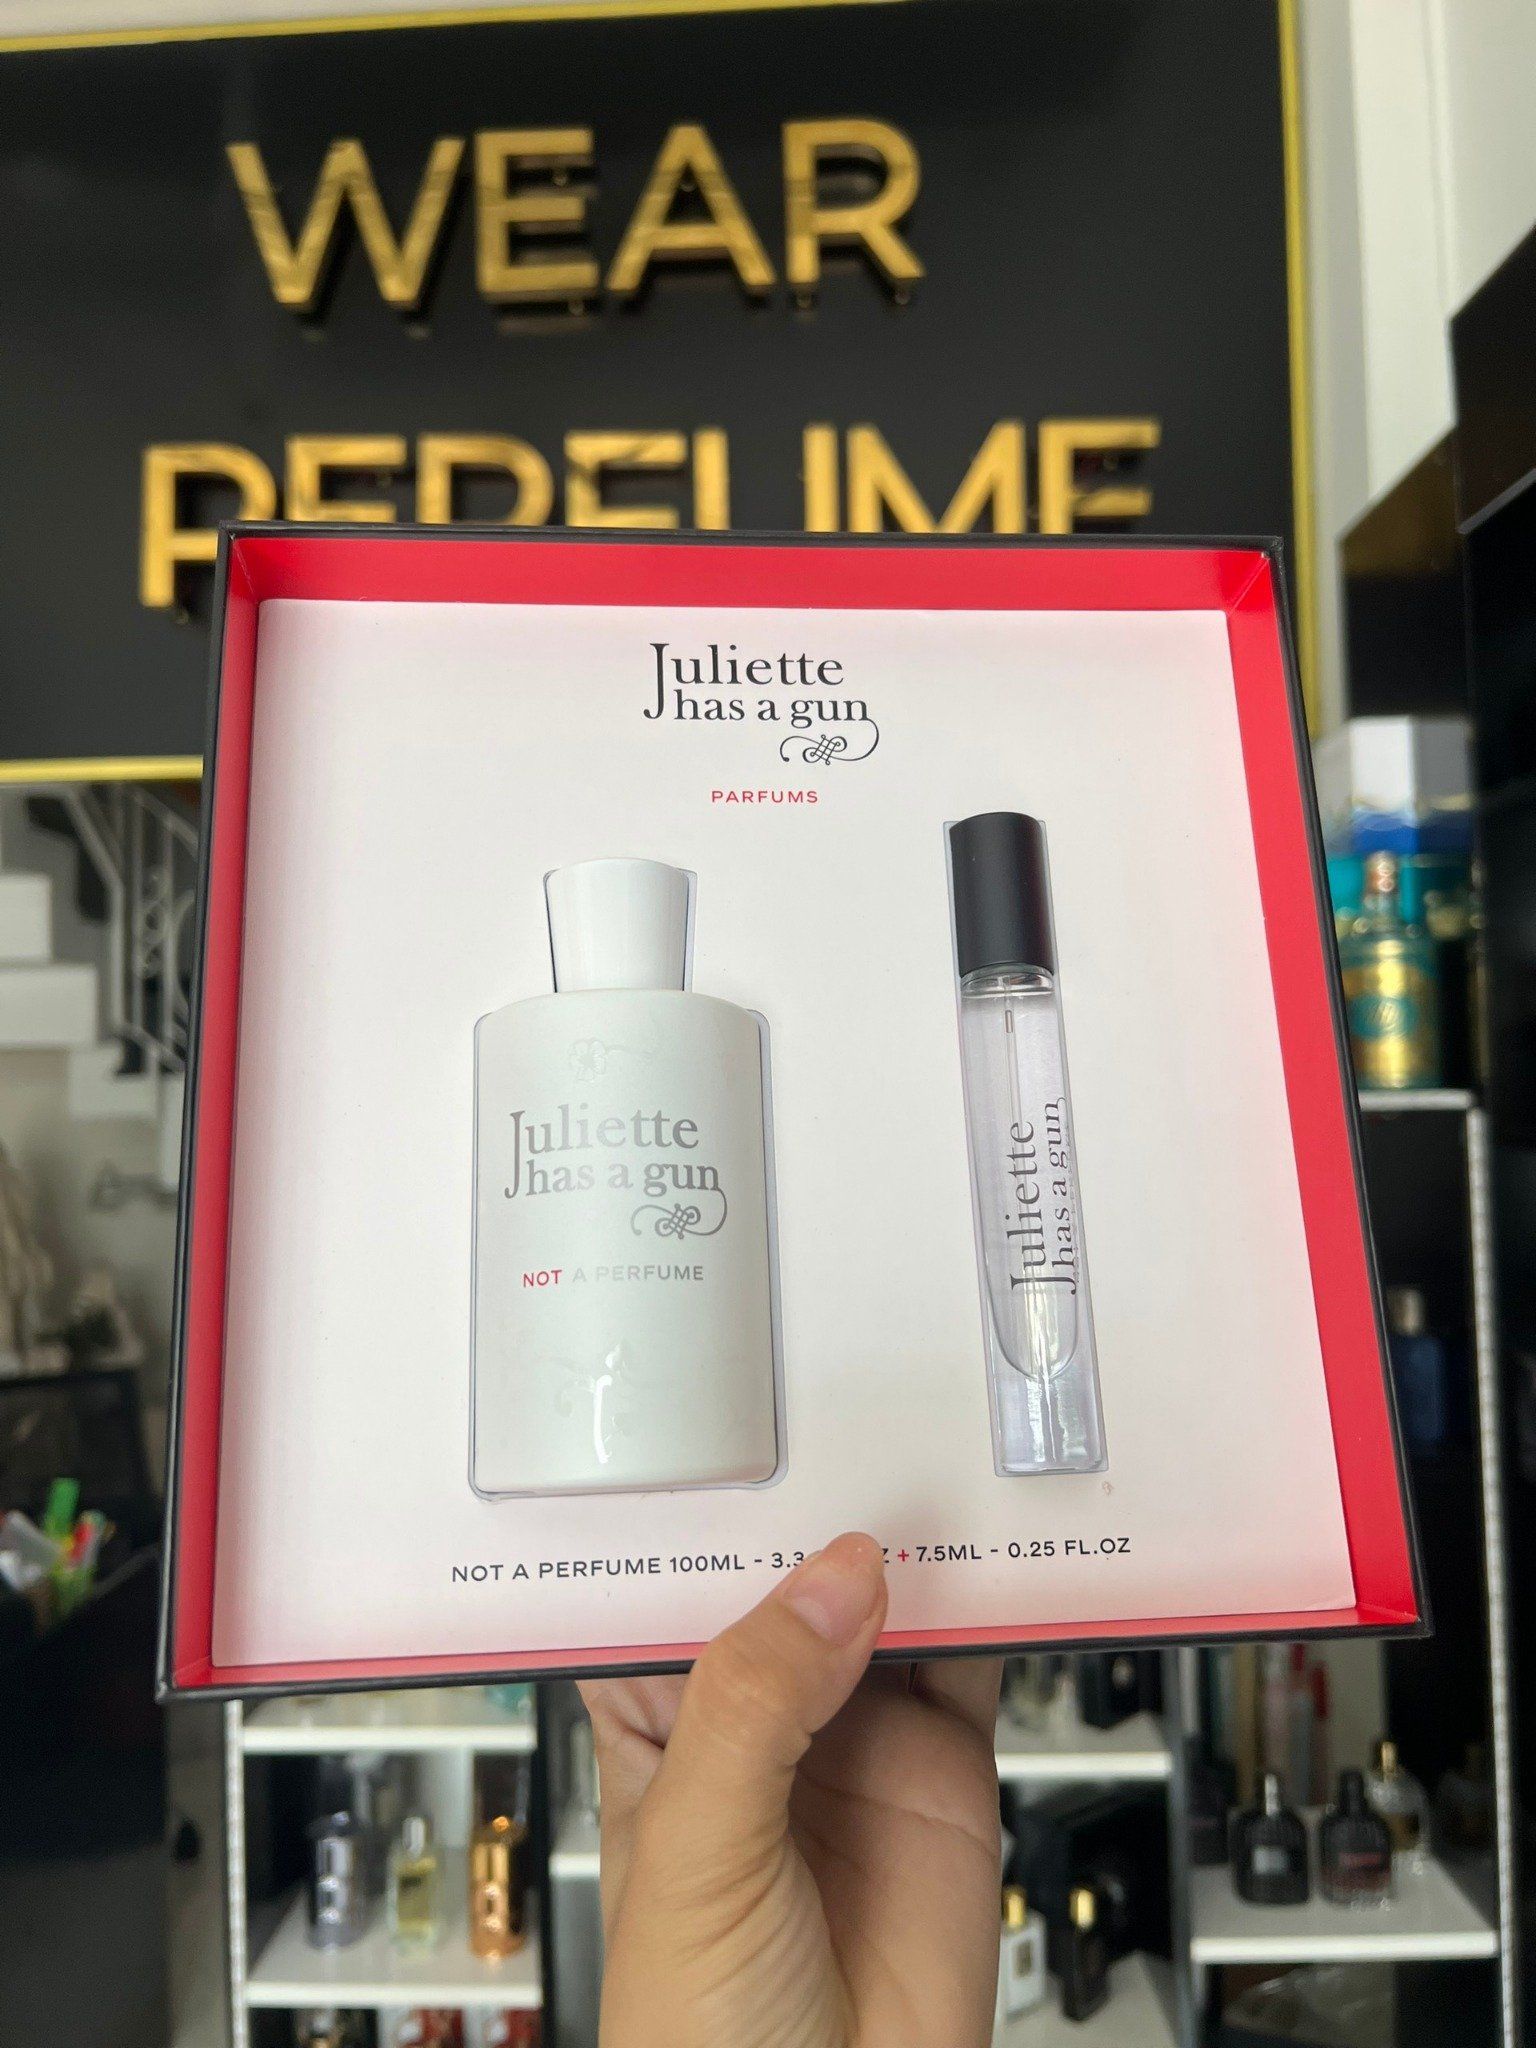 WEAR
PERFUME
Juliette
has a gun
PARFUMS
Juliette
has a gun
NOT A PERFUME
Juliette
has a gun
NOT A PERFUME 100ML - 3.3 + 7.5ML - 0.25 FL.OZ